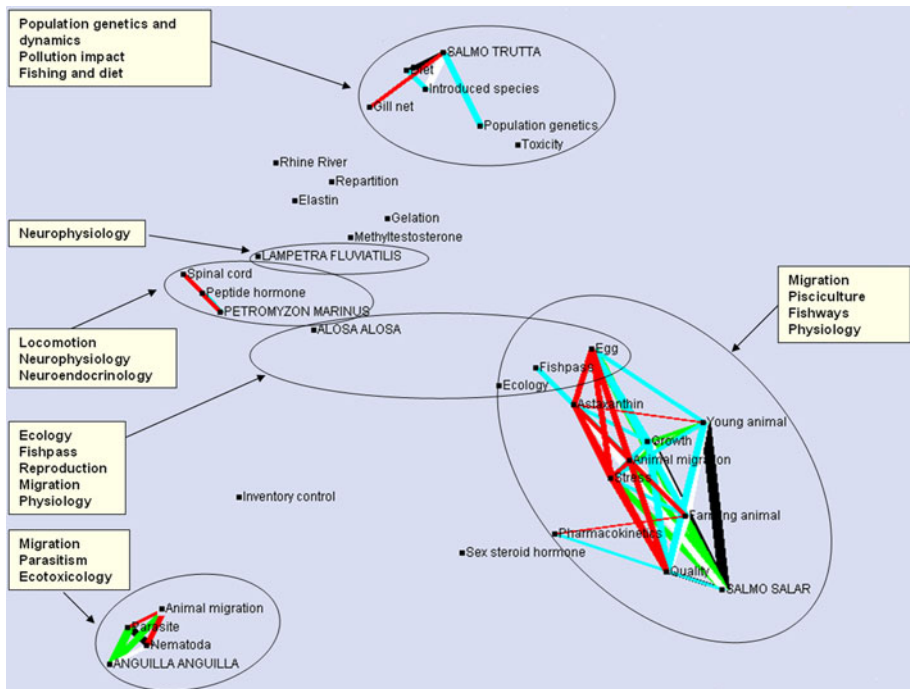 Population genetics and
dynamics
Pollution impact
Fishing and diet
SALMO TRUTTA
Diet
Introduced species
Gill net
Population genetics
Toxicity
Rhine River
Repartition
Elastin
Gelation
Methyltestosterone
Neurophysiology
LAMPETRA FLUVIATILIS
Spinal cord
Peptide hormone
PETROMYZON MARINUS
ALOSA ALOSA
Migration
Pisciculture
Fishways
Physiology
Locomotion
Neurophysiology
Neuroendocrinology
Egg
Fishpass
Ecology
Astaxanthin
Young animal
Growth
Animal migration
Stress
Farming animal
Pharmacokinetics
Quality
SALMO SALAR
Ecology
Fishpass
Reproduction
Migration
Physiology
Inventory control
Sex steroid hormone
Migration
Parasitism
Ecotoxicology
Animal migration
Parasite
Nematoda
ANGUILLA ANGUILLA